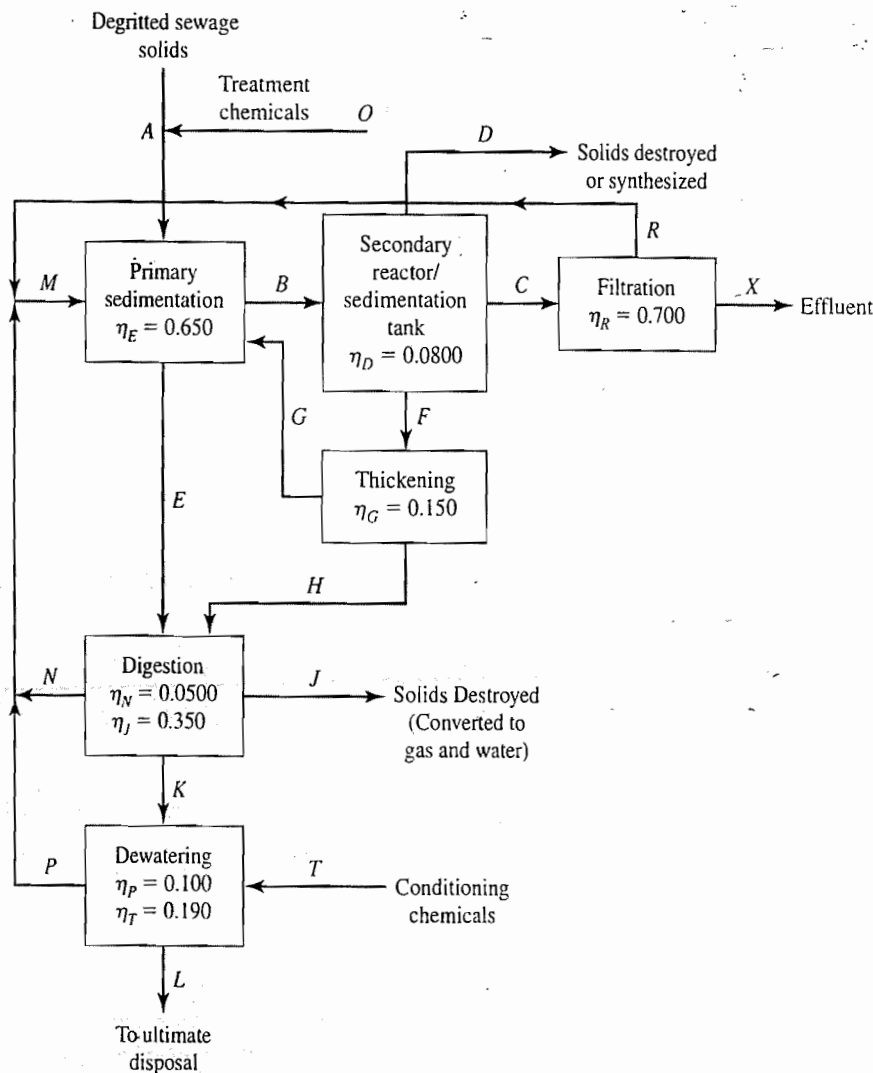 Degritted sewage
solids
Treatment
chemicals
O
A
D
Solids destroyed
or synthesized
R
M
Primary
sedimentation
η_E = 0.650
B
Secondary
reactor/
sedimentation
tank
η_D = 0.0800
C
Filtration
η_R = 0.700
X
Effluent
G
F
E
Thickening
η_G = 0.150
H
N
Digestion
η_N = 0.0500
η_J = 0.350
J
Solids Destroyed
(Converted to
gas and water)
K
P
Dewatering
η_P = 0.100
η_T = 0.190
T
Conditioning
chemicals
L
To ultimate
disposal